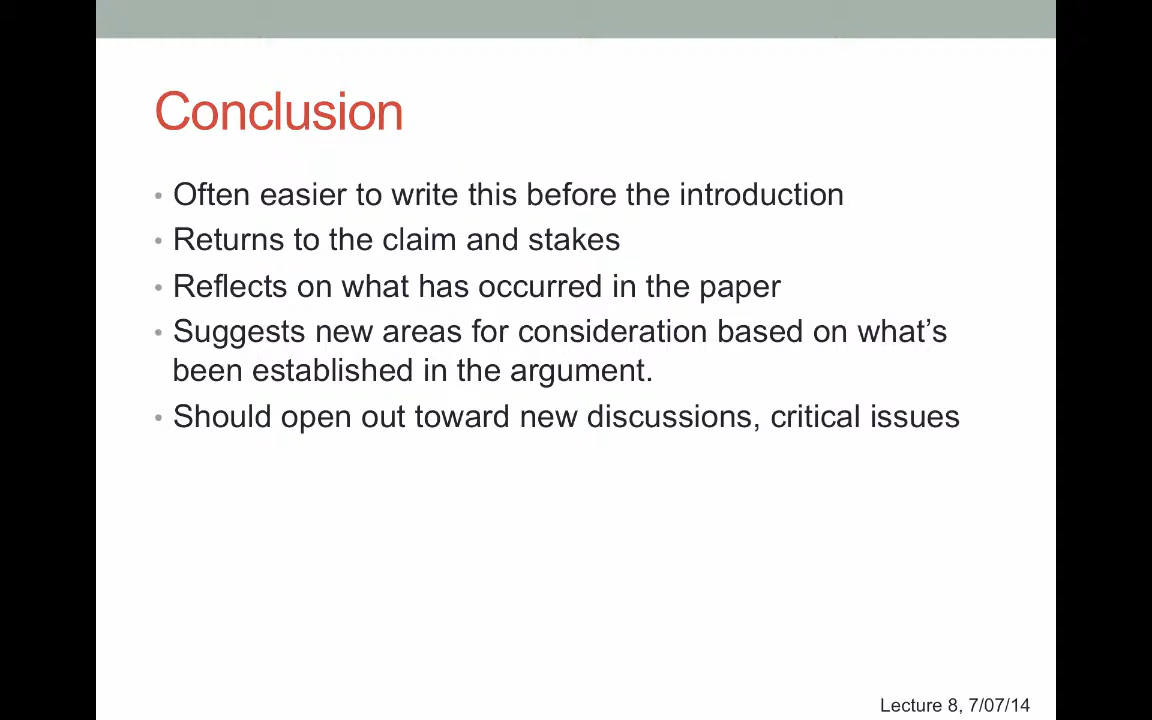 Conclusion
• Often easier to write this before the introduction
• Returns to the claim and stakes
• Reflects on what has occurred in the paper
• Suggests new areas for consideration based on what’s
been established in the argument.
• Should open out toward new discussions, critical issues
Lecture 8, 7/07/14